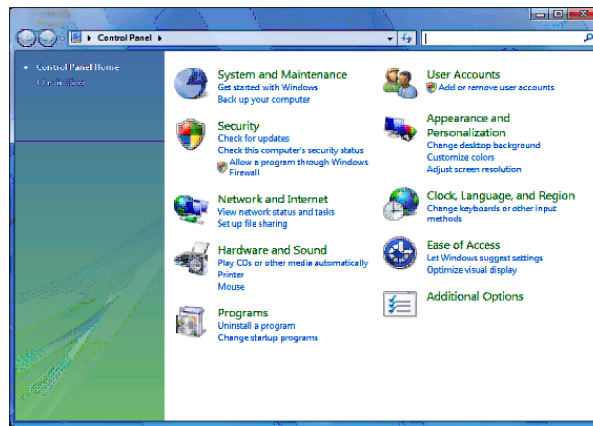 Control Panel
Control Panel Home
Classic View
System and Maintenance
Get started with Windows
Back up your computer
Security
Check for updates
Check this computer's security status
Allow a program through Windows
Firewall
Network and Internet
View network status and tasks
Set up file sharing
Hardware and Sound
Play CDs or other media automatically
Printer
Mouse
Programs
Uninstall a program
Change startup programs
User Accounts
Add or remove user accounts
Appearance and
Personalization
Change desktop background
Customize colors
Adjust screen resolution
Clock, Language, and Region
Change keyboards or other input
methods
Ease of Access
Let Windows suggest settings
Optimize visual display
Additional Options